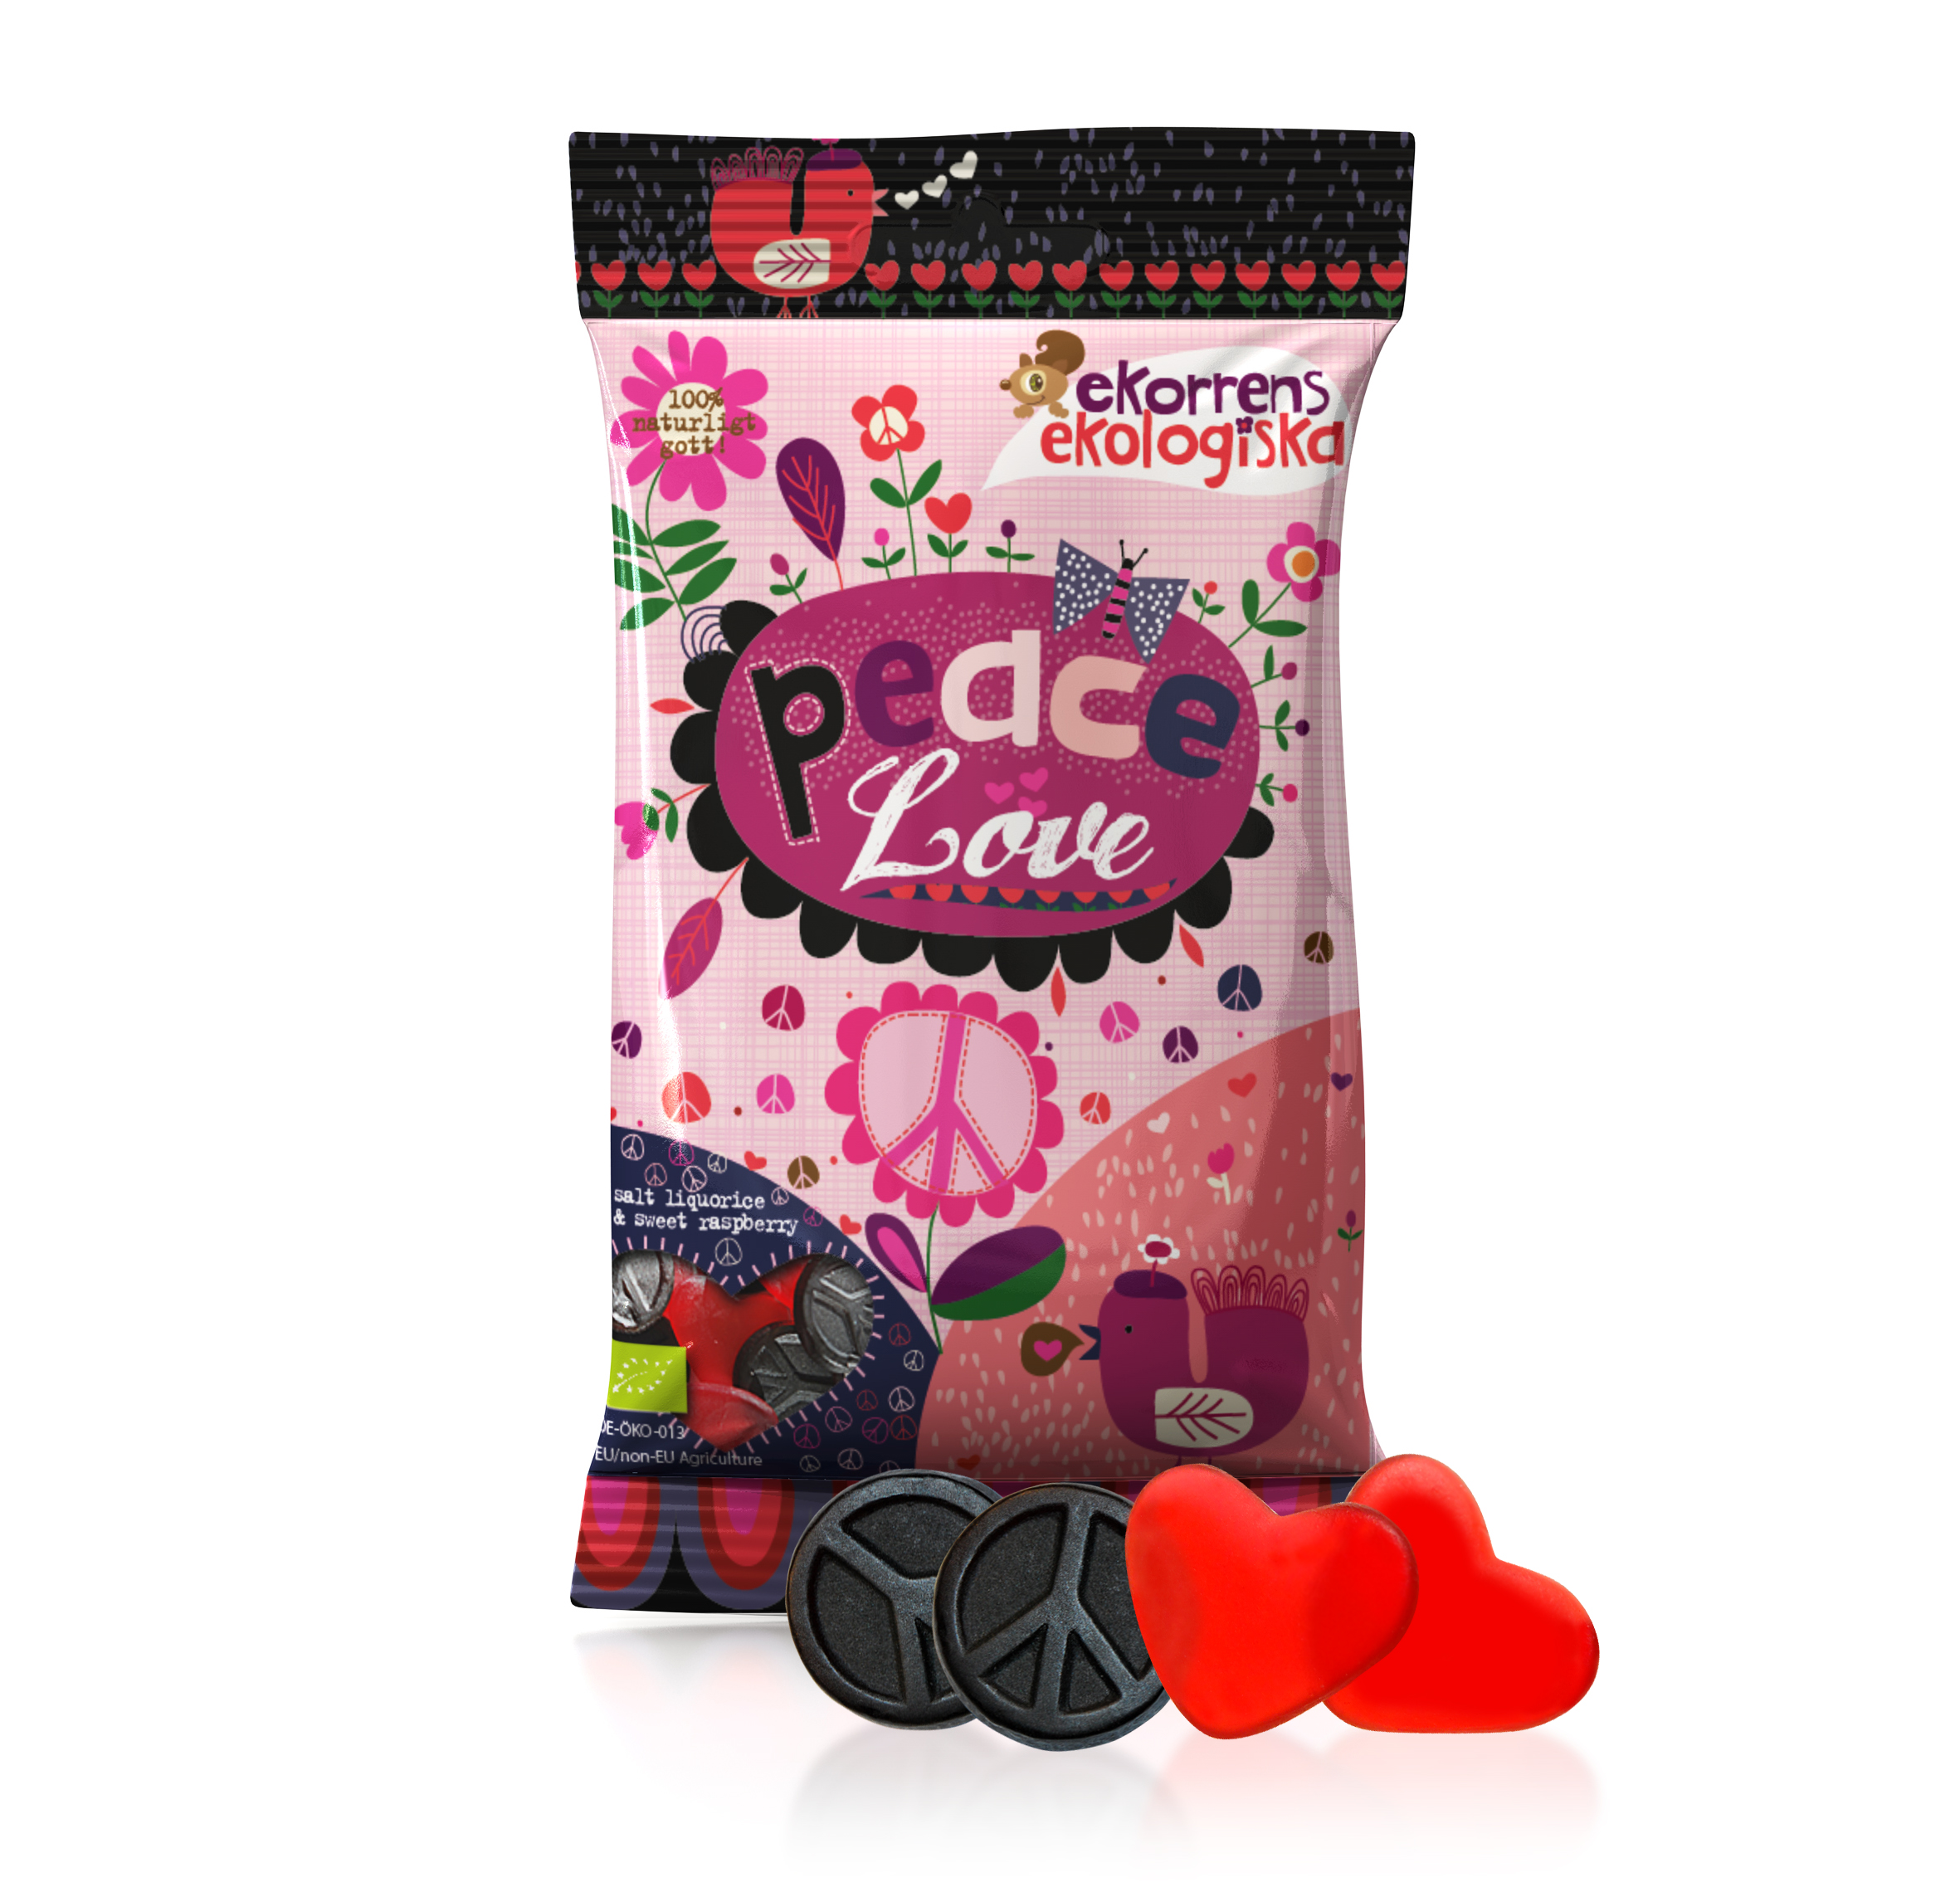 100%
naturligt
gott!
ekorrens
ekologiska
peace
Love
salt liquorice
& sweet raspberry
DE-ÖKO-013
EU/non-EU Agriculture